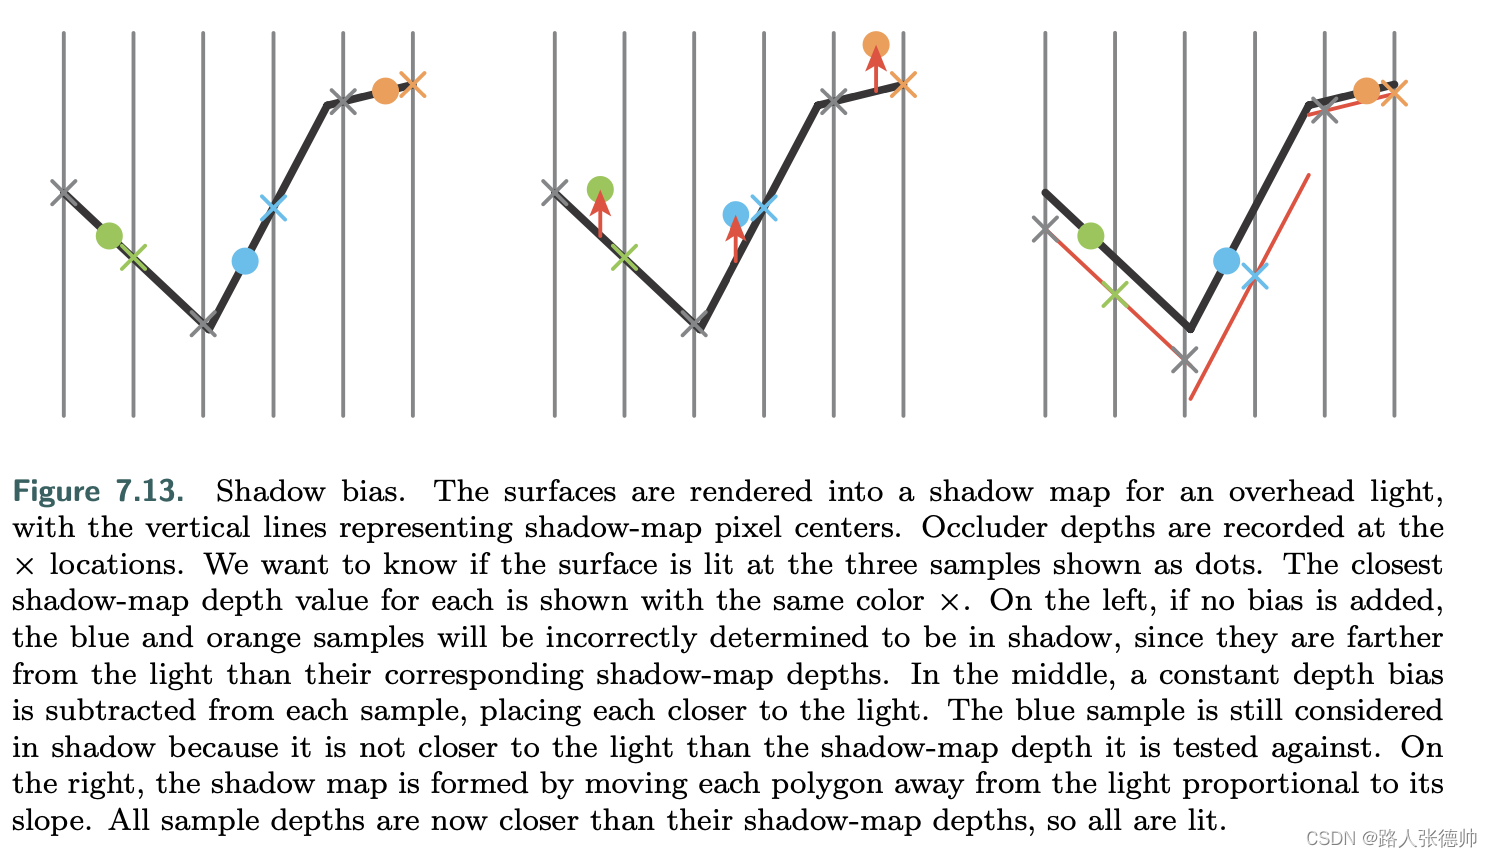 Figure 7.13. Shadow bias. The surfaces are rendered into a shadow map for an overhead light,
with the vertical lines representing shadow-map pixel centers. Occluder depths are recorded at the
× locations. We want to know if the surface is lit at the three samples shown as dots. The closest
shadow-map depth value for each is shown with the same color ×. On the left, if no bias is added,
the blue and orange samples will be incorrectly determined to be in shadow, since they are farther
from the light than their corresponding shadow-map depths. In the middle, a constant depth bias
is subtracted from each sample, placing each closer to the light. The blue sample is still considered
in shadow because it is not closer to the light than the shadow-map depth it is tested against. On
the right, the shadow map is formed by moving each polygon away from the light proportional to its
slope. All sample depths are now closer than their shadow-map depths, so all are lit.
CSDN @路人张德帅